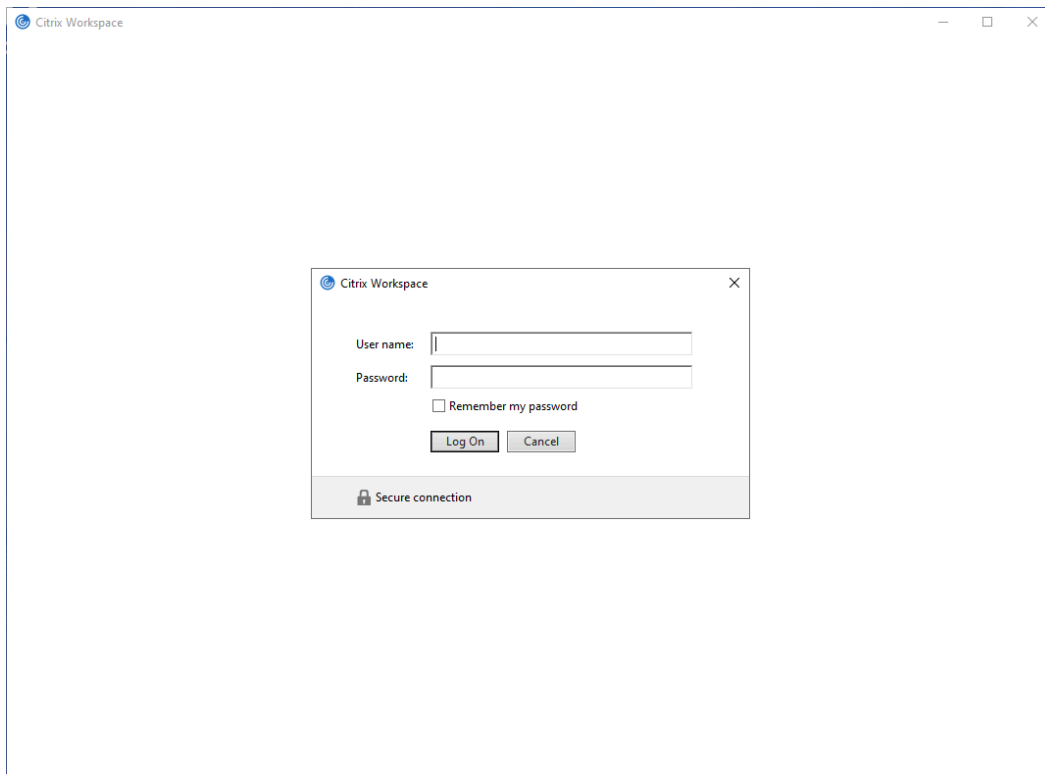 Citrix Workspace
Citrix Workspace
User name:
Password:
Remember my password
Log On Cancel
Secure connection